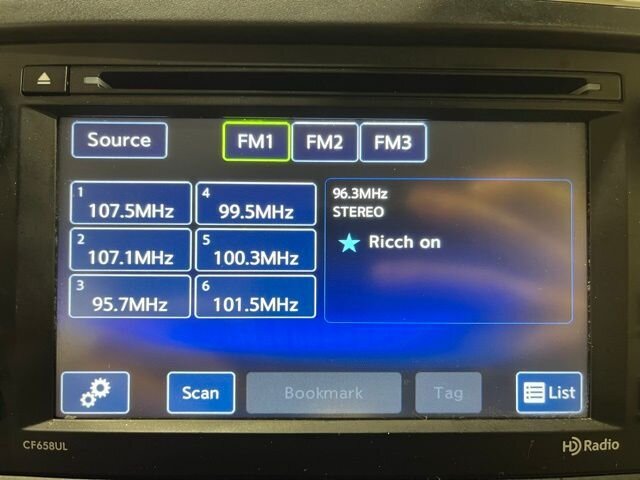 Source
FM1
FM2
FM3
1
107.5MHz
4
99.5MHz
2
107.1MHz
5
100.3MHz
3
95.7MHz
6
101.5MHz
96.3MHz
STEREO
Ricch on
Scan
Bookmark
Tag
List
CF658UL
HD Radio